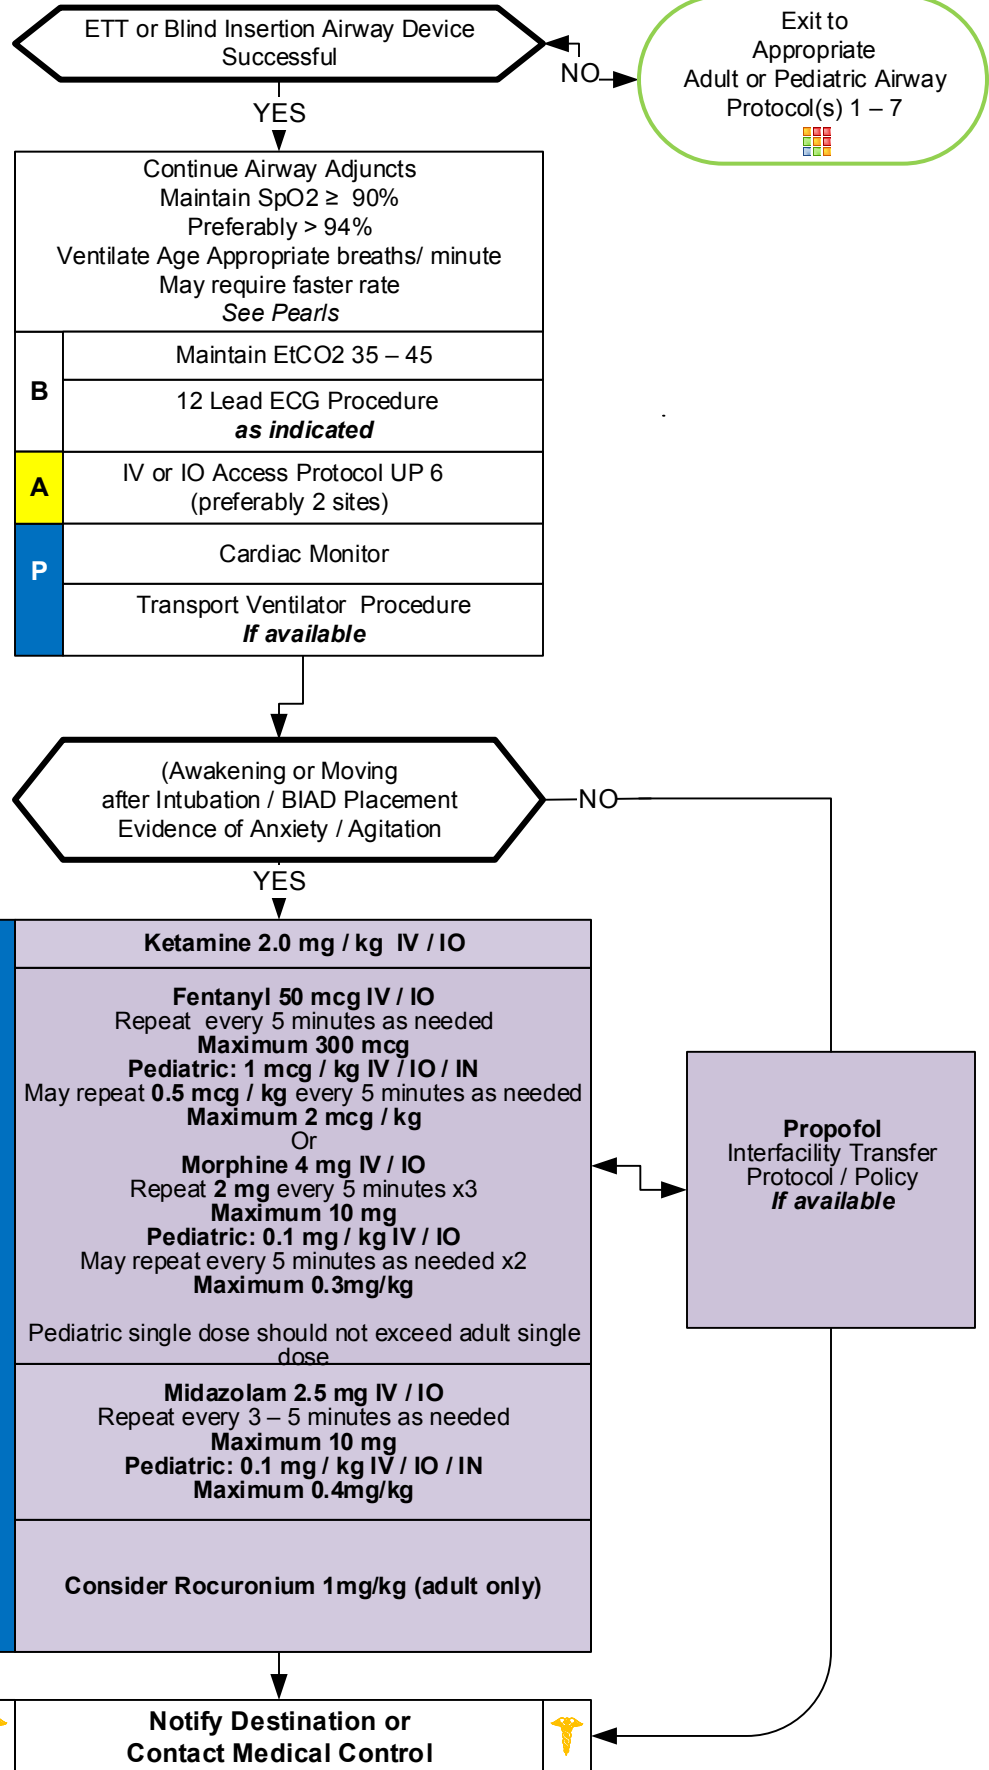 ETT or Blind Insertion Airway Device
Successful
NO
Exit to
Appropriate
Adult or Pediatric Airway
Protocol(s) 1 – 7
YES
Continue Airway Adjuncts
Maintain SpO2 ≥ 90%
Preferably > 94%
Ventilate Age Appropriate breaths/ minute
May require faster rate
See Pearls
B
Maintain EtCO2 35 – 45
12 Lead ECG Procedure
as indicated
A
IV or IO Access Protocol UP 6
(preferably 2 sites)
P
Cardiac Monitor
Transport Ventilator Procedure
If available
(Awakening or Moving
after Intubation / BIAD Placement
Evidence of Anxiety / Agitation
NO
YES
Ketamine 2.0 mg / kg IV / IO
Fentanyl 50 mcg IV / IO
Repeat every 5 minutes as needed
Maximum 300 mcg
Pediatric: 1 mcg / kg IV / IO / IN
May repeat 0.5 mcg / kg every 5 minutes as needed
Maximum 2 mcg / kg
Or
Morphine 4 mg IV / IO
Repeat 2 mg every 5 minutes x3
Maximum 10 mg
Pediatric: 0.1 mg / kg IV / IO
May repeat every 5 minutes as needed x2
Maximum 0.3mg/kg
Pediatric single dose should not exceed adult single
dose
Midazolam 2.5 mg IV / IO
Repeat every 3 – 5 minutes as needed
Maximum 10 mg
Pediatric: 0.1 mg / kg IV / IO / IN
Maximum 0.4mg/kg
Consider Rocuronium 1mg/kg (adult only)
Propofol
Interfacility Transfer
Protocol / Policy
If available
Notify Destination or
Contact Medical Control